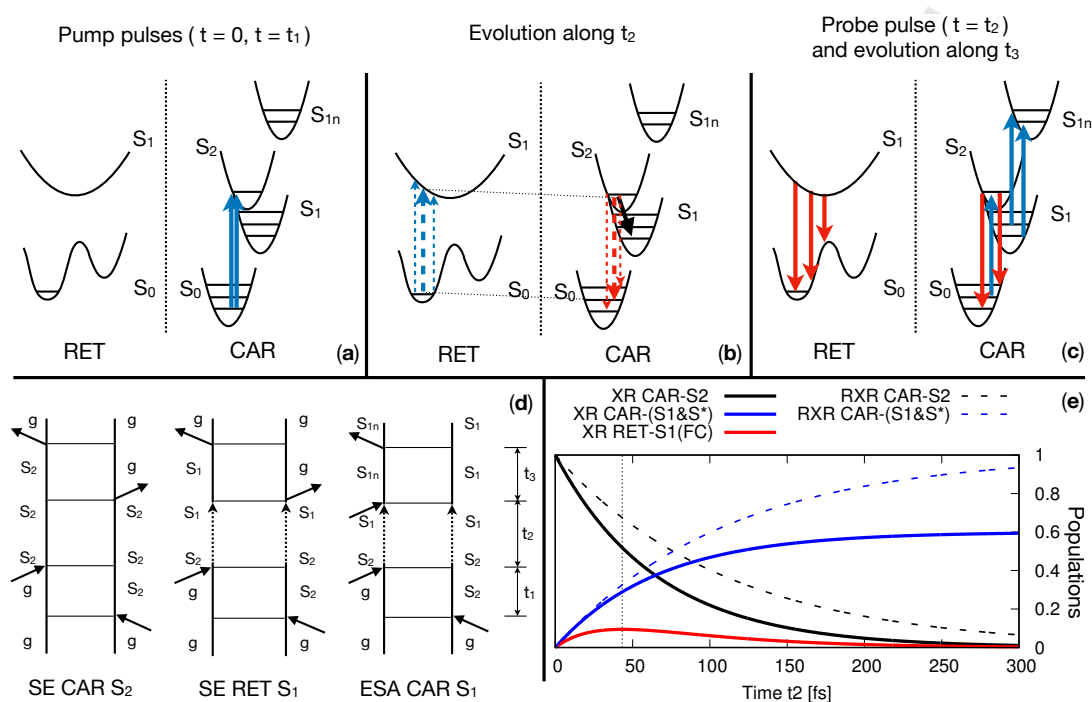 Pump pulses ( t = 0, t = t₁)
Evolution along t₂
Probe pulse ( t = t₂)
and evolution along t₃
S₁
S₂
S₁ₙ
S₁
S₀
S₀
RET
CAR
(a)
S₁
S₂
S₁ₙ
S₁
S₀
S₀
RET
CAR
(b)
S₁
S₂
S₁ₙ
S₁
S₀
S₀
RET
CAR
(c)
(d)
g
g
S₂
g
S₂
S₂
S₂
S₂
g
S₂
g
g
SE CAR S₂
g
g
S₁
g
S₁
S₁
S₂
S₂
g
S₂
g
g
SE RET S₁
S₁ₙ
S₁
S₁ₙ
S₁
S₁
S₁
S₂
S₂
g
S₂
g
g
t₃
t₂
t₁
ESA CAR S₁
(e)
XR CAR-S2
XR CAR-(S1&S*)
XR RET-S1(FC)
RXR CAR-S2
RXR CAR-(S1&S*)
1
0.8
0.6
0.4
0.2
0
Populations
0 50 100 150 200 250 300
Time t2 [fs]